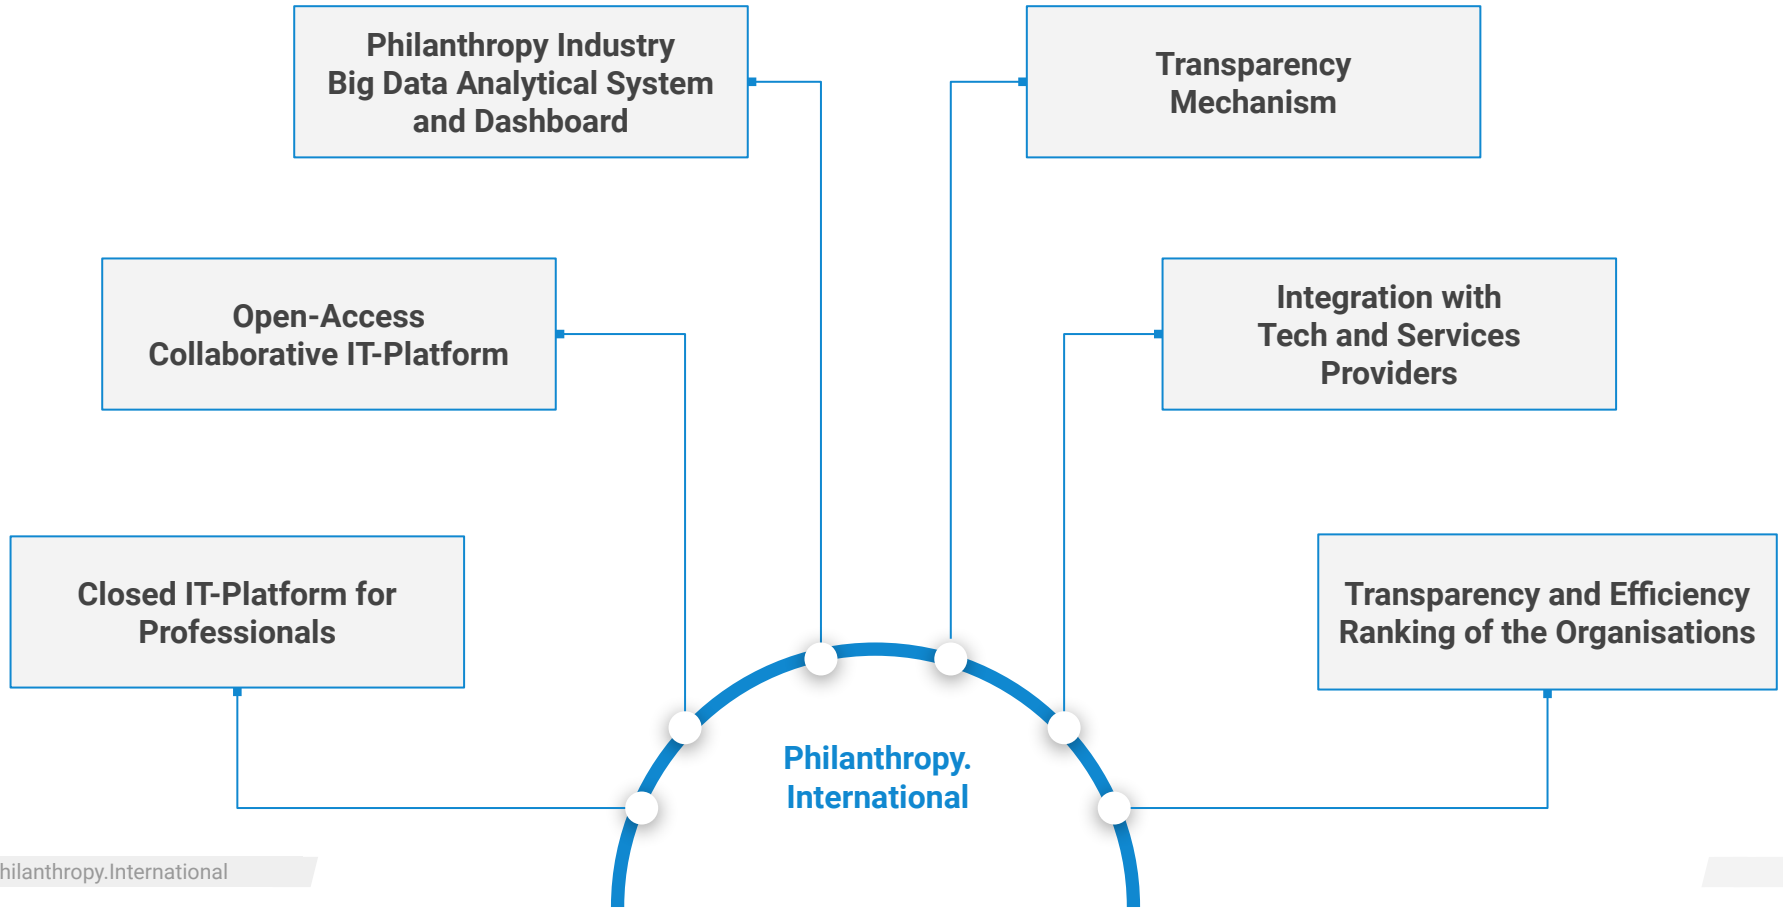 Philanthropy Industry
Big Data Analytical System
and Dashboard
Transparency
Mechanism
Open-Access
Collaborative IT-Platform
Integration with
Tech and Services
Providers
Closed IT-Platform for
Professionals
Transparency and Efficiency
Ranking of the Organisations
Philanthropy.
International
hilanthropy.International